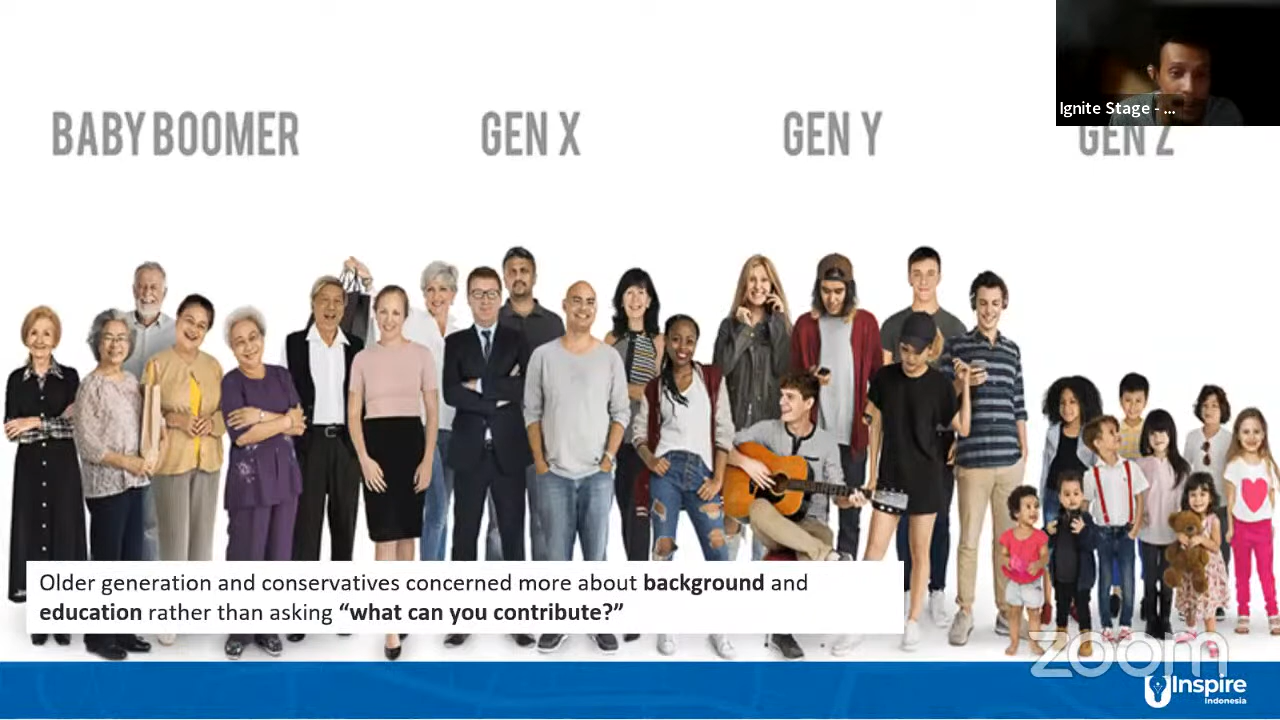 BABY BOOMER
GEN X
GEN Y
GEN Z
Ignite Stage - ...
Older generation and conservatives concerned more about background and
education rather than asking “what can you contribute?”
zoom
UInspire
Indonesia